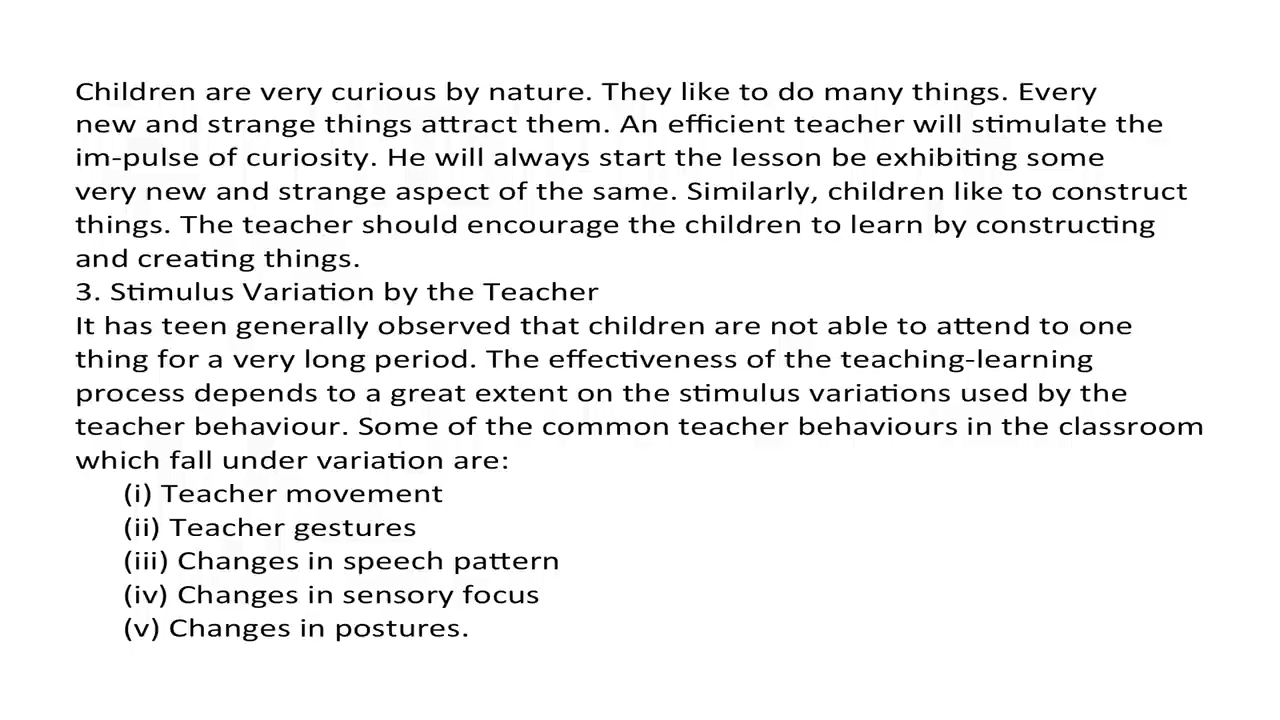 Children are very curious by nature. They like to do many things. Every
new and strange things attract them. An efficient teacher will stimulate the
im-pulse of curiosity. He will always start the lesson be exhibiting some
very new and strange aspect of the same. Similarly, children like to construct
things. The teacher should encourage the children to learn by constructing
and creating things.
3. Stimulus Variation by the Teacher
It has teen generally observed that children are not able to attend to one
thing for a very long period. The effectiveness of the teaching-learning
process depends to a great extent on the stimulus variations used by the
teacher behaviour. Some of the common teacher behaviours in the classroom
which fall under variation are:
(i) Teacher movement
(ii) Teacher gestures
(iii) Changes in speech pattern
(iv) Changes in sensory focus
(v) Changes in postures.